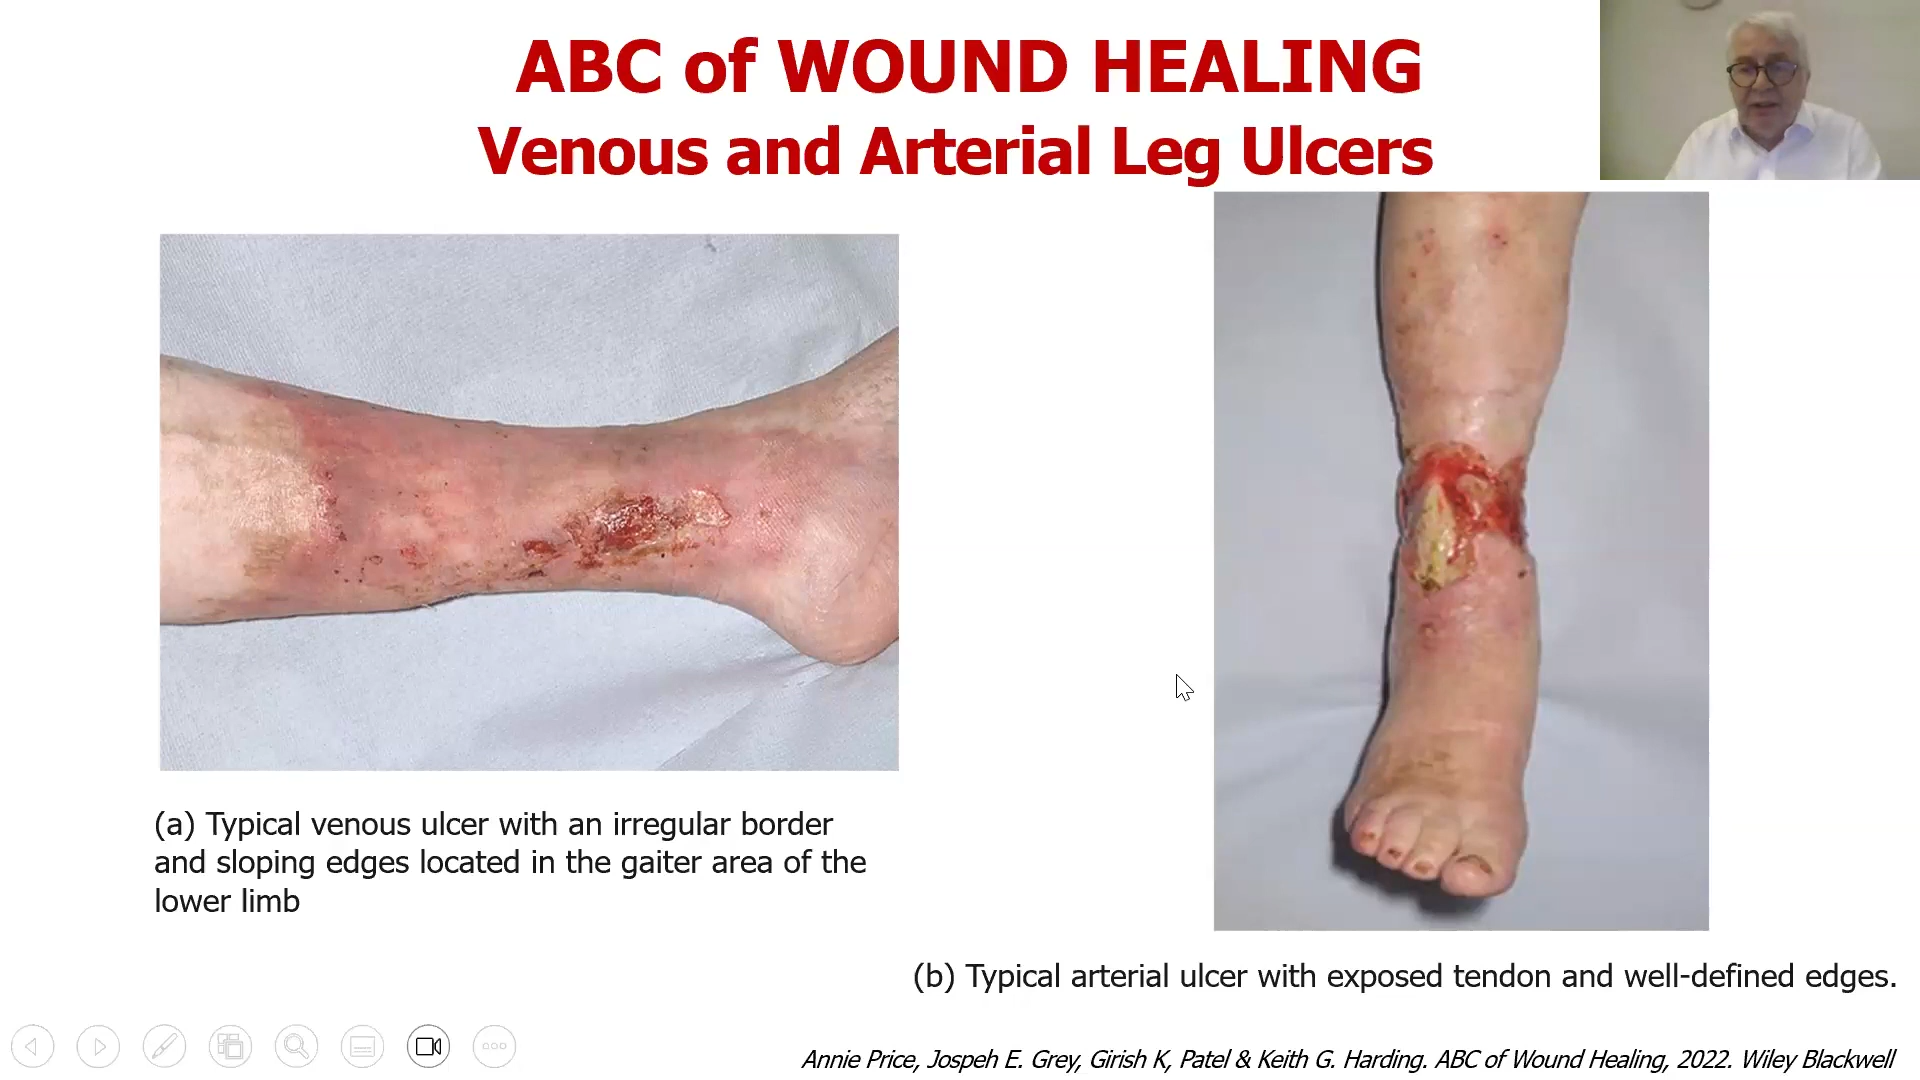 ABC of WOUND HEALING
Venous and Arterial Leg Ulcers
(a) Typical venous ulcer with an irregular border
and sloping edges located in the gaiter area of the
lower limb
(b) Typical arterial ulcer with exposed tendon and well-defined edges.
Annie Price, Jospeh E. Grey, Girish K, Patel & Keith G. Harding. ABC of Wound Healing, 2022. Wiley Blackwell